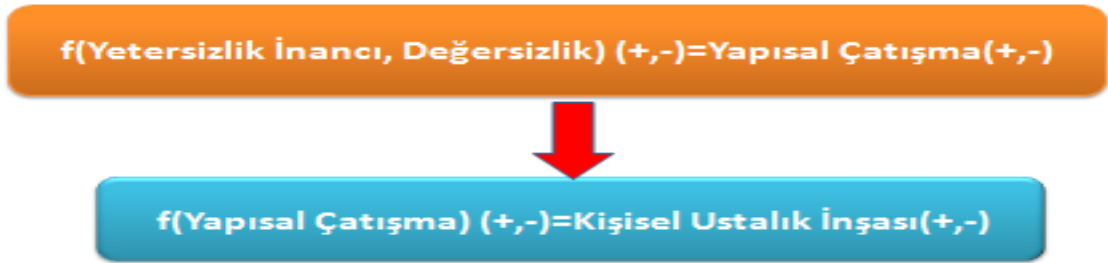 f(Yetersizlik İnancı, Değersizlik) (+,-)=Yapısal Çatışma(+,-)
f(Yapısal Çatışma) (+,-)=Kişisel Ustalık İnşası(+,-)